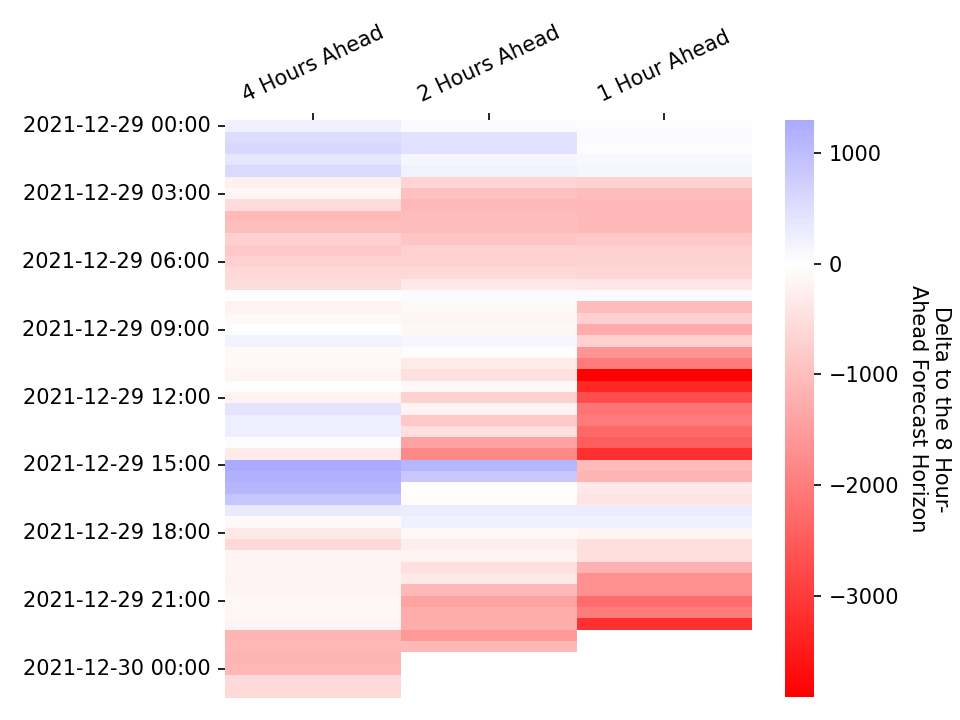 4 Hours Ahead
2 Hours Ahead
1 Hour Ahead
2021-12-29 00:00
2021-12-29 03:00
2021-12-29 06:00
2021-12-29 09:00
2021-12-29 12:00
2021-12-29 15:00
2021-12-29 18:00
2021-12-29 21:00
2021-12-30 00:00
1000
0
−1000
−2000
−3000
Delta to the 8 Hour-
Ahead Forecast Horizon